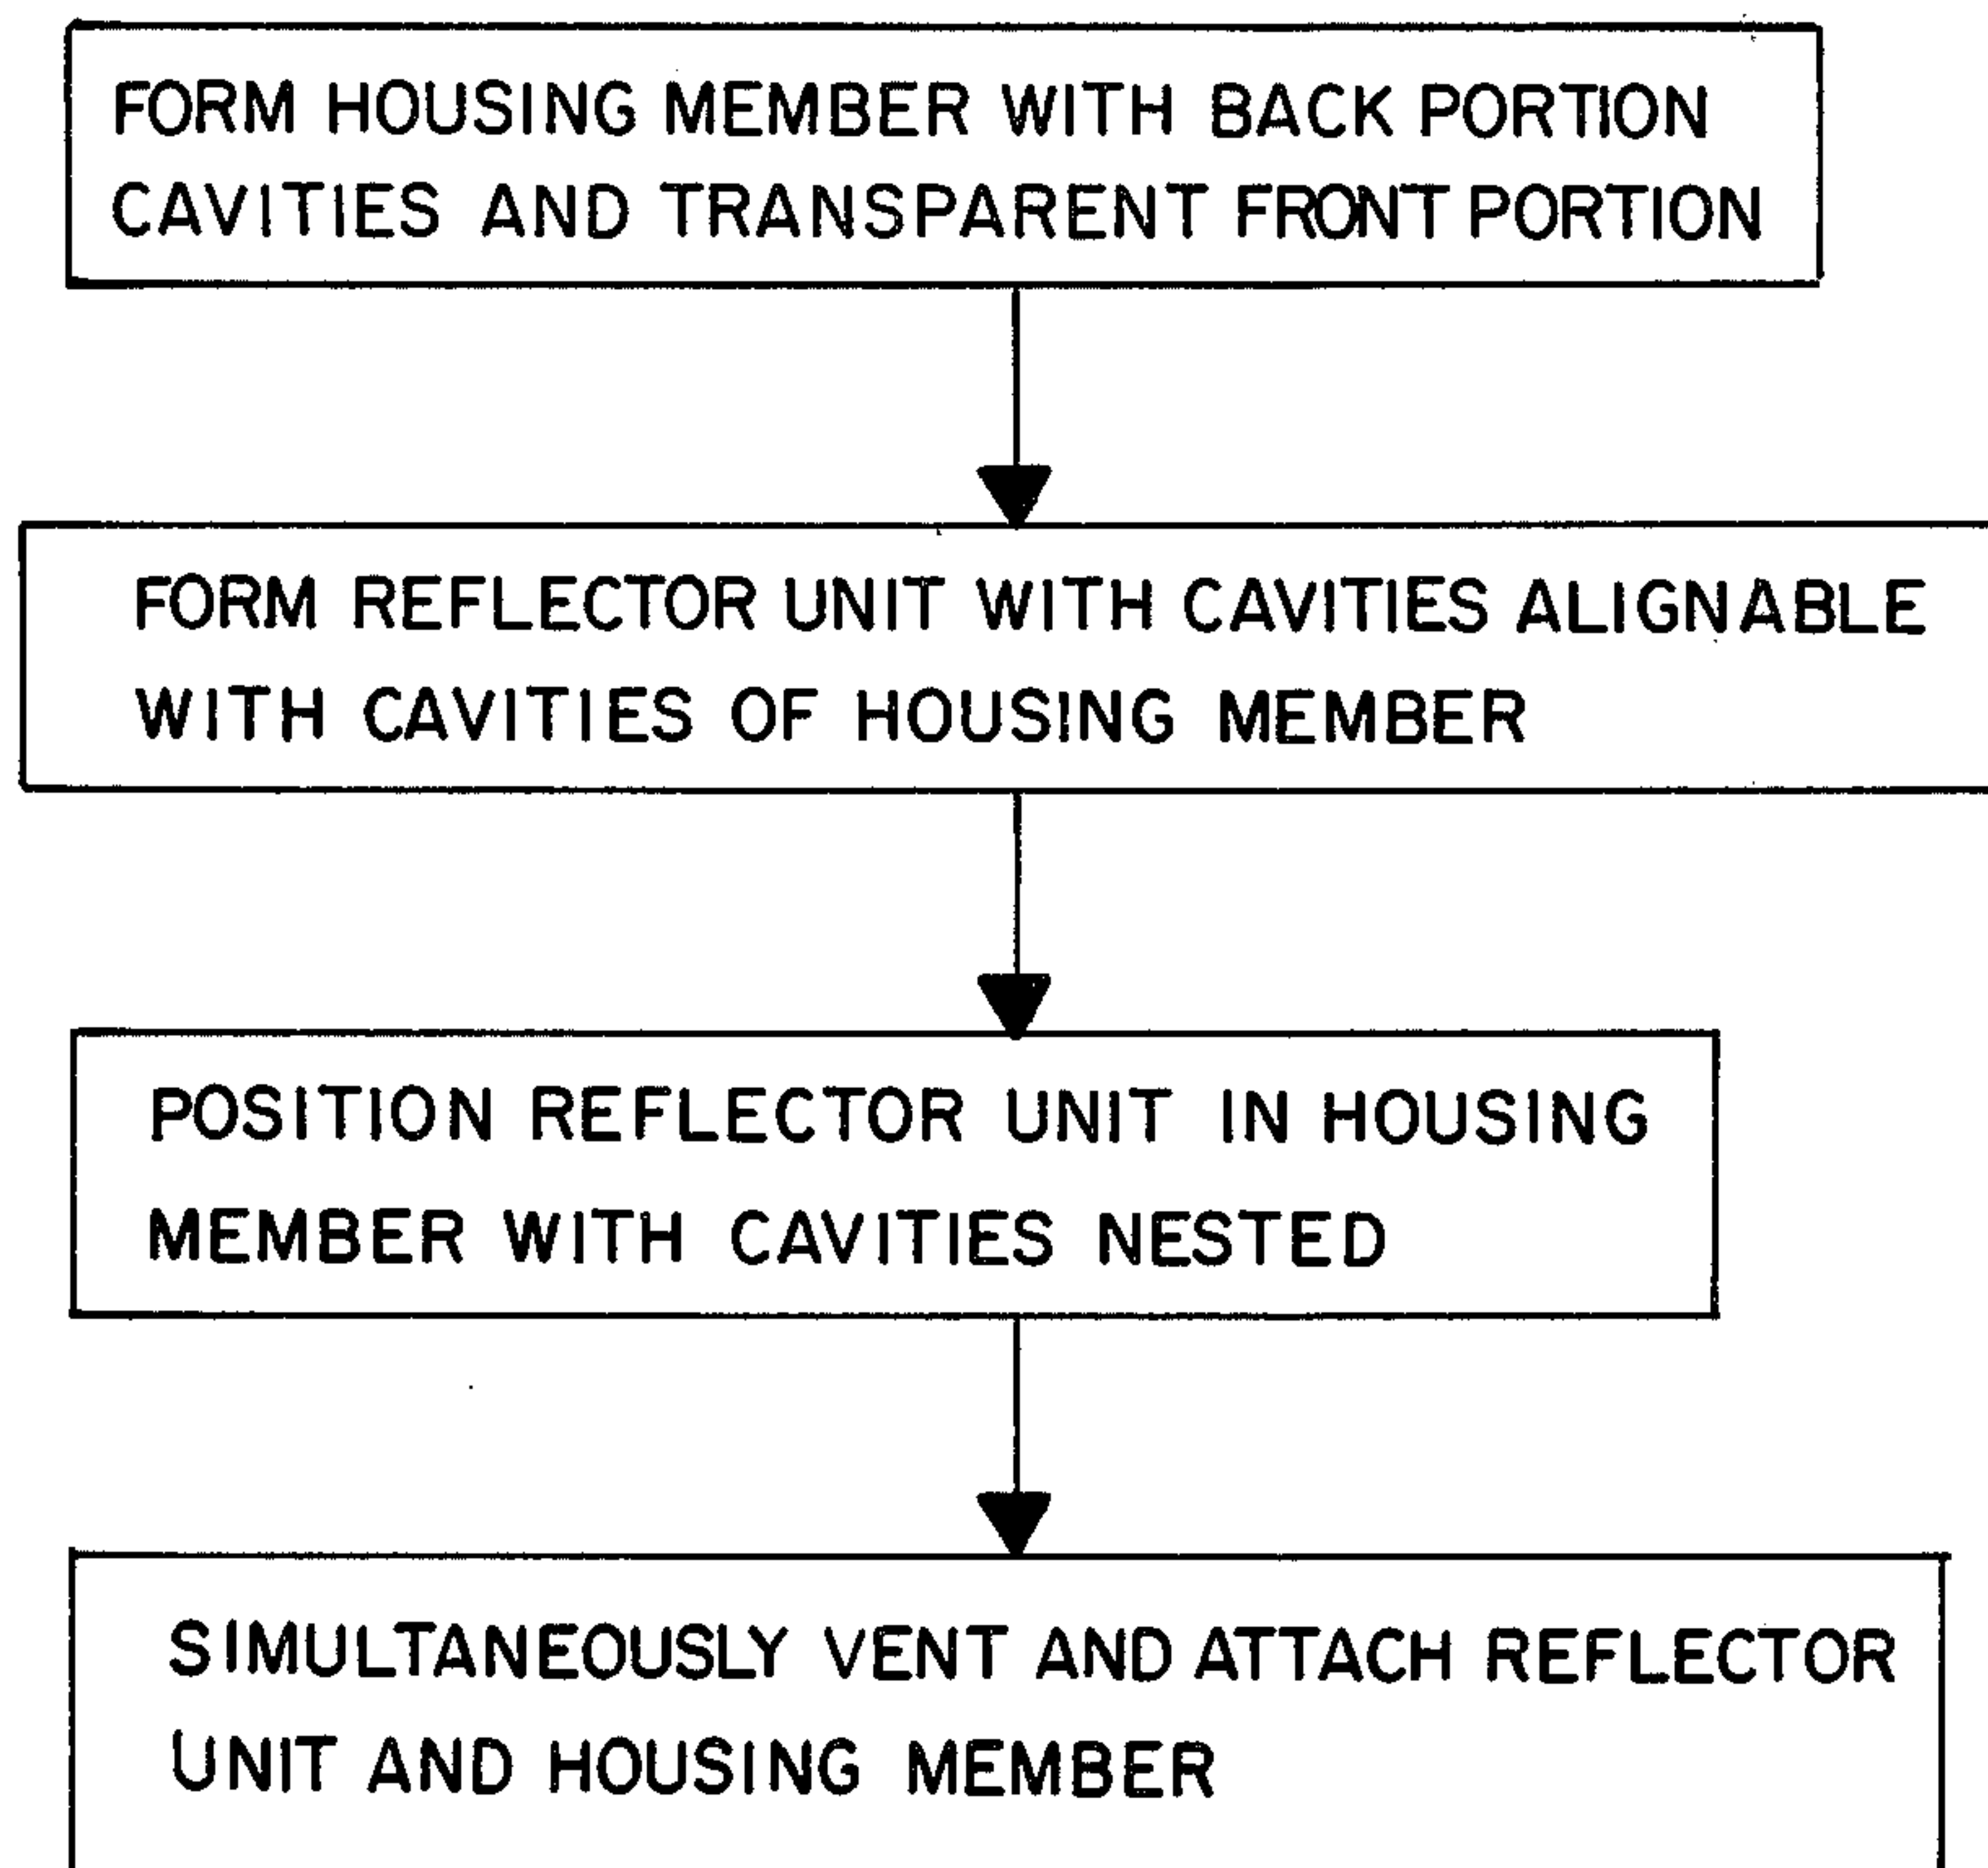 FORM HOUSING MEMBER WITH BACK PORTION
CAVITIES AND TRANSPARENT FRONT PORTION
FORM REFLECTOR UNIT WITH CAVITIES ALIGNABLE
WITH CAVITIES OF HOUSING MEMBER
POSITION REFLECTOR UNIT IN HOUSING
MEMBER WITH CAVITIES NESTED
SIMULTANEOUSLY VENT AND ATTACH REFLECTOR
UNIT AND HOUSING MEMBER